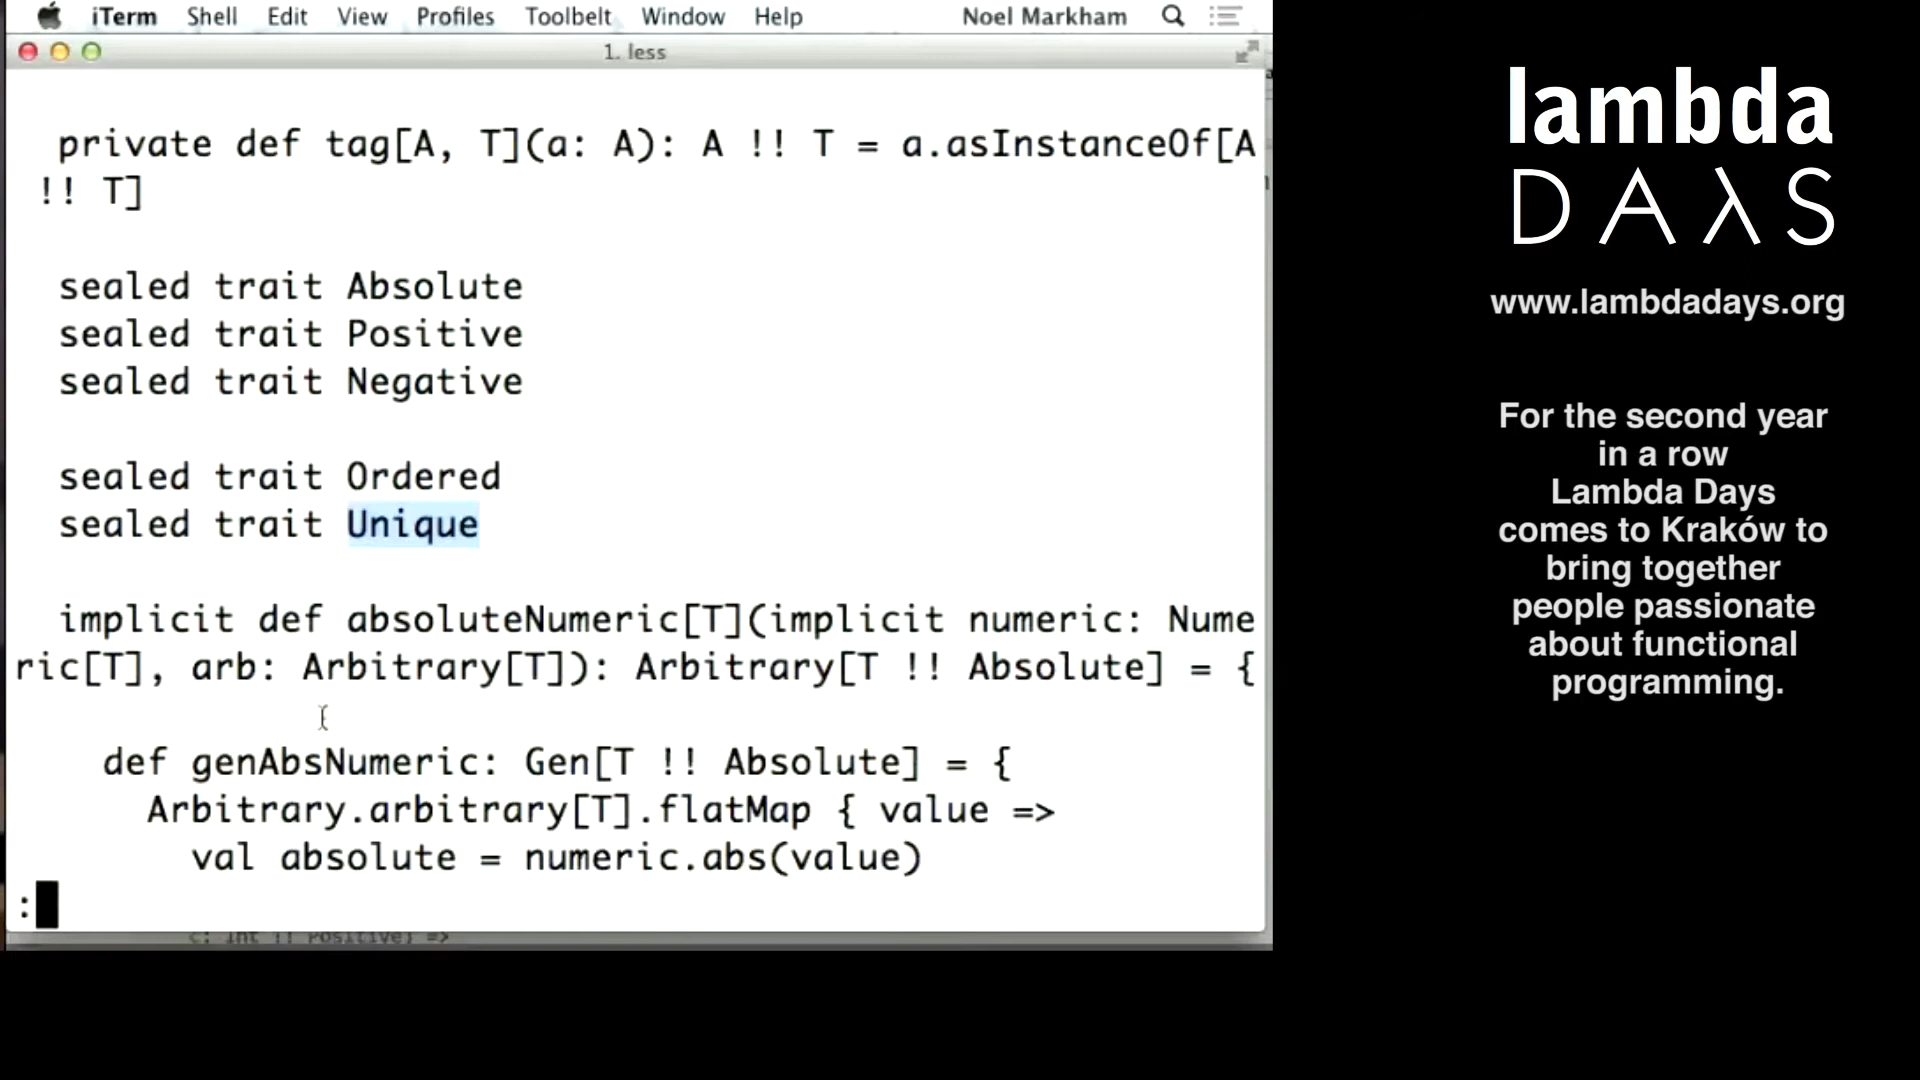 iTerm Shell Edit View Profiles Toolbelt Window Help Noel Markham
1. less
private def tag[A, T](a: A): A !! T = a.asInstanceOf[A
!! T]
sealed trait Absolute
sealed trait Positive
sealed trait Negative
sealed trait Ordered
sealed trait Unique
implicit def absoluteNumeric[T](implicit numeric: Nume
ric[T], arb: Arbitrary[T]): Arbitrary[T !! Absolute] = {
def genAbsNumeric: Gen[T !! Absolute] = {
Arbitrary.arbitrary[T].flatMap { value =>
val absolute = numeric.abs(value)
:
c: Int !! Positive) =>
lambda
DAλS
www.lambdadays.org
For the second year
in a row
Lambda Days
comes to Kraków to
bring together
people passionate
about functional
programming.